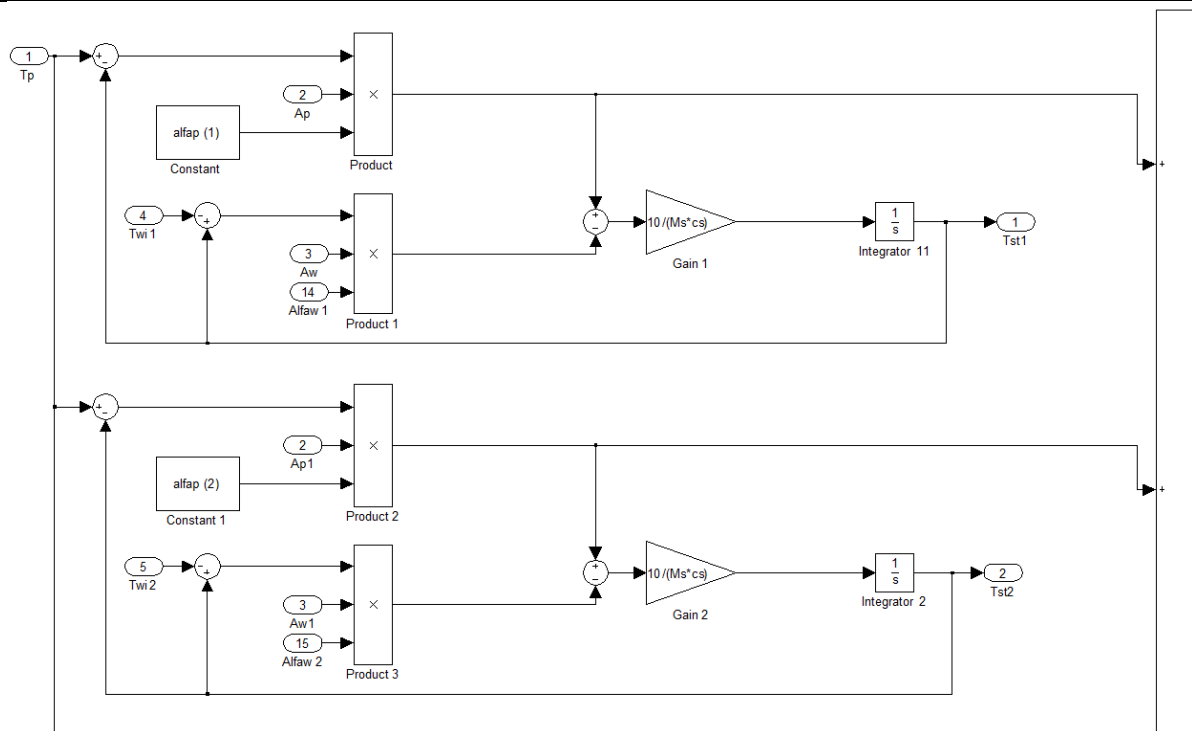 1
Tp
+
-
2
Ap
×
alfap (1)
Constant
Product
+
4
Twi 1
-
+
3
Aw
×
14
Alfaw 1
Product 1
+
-
10 /(Ms*cs)
Gain 1
1
s
Integrator 11
1
Tst1
+
-
2
Ap1
×
alfap (2)
Constant 1
Product 2
+
5
Twi 2
-
+
3
Aw1
×
15
Alfaw 2
Product 3
+
-
10 /(Ms*cs)
Gain 2
1
s
Integrator 2
2
Tst2